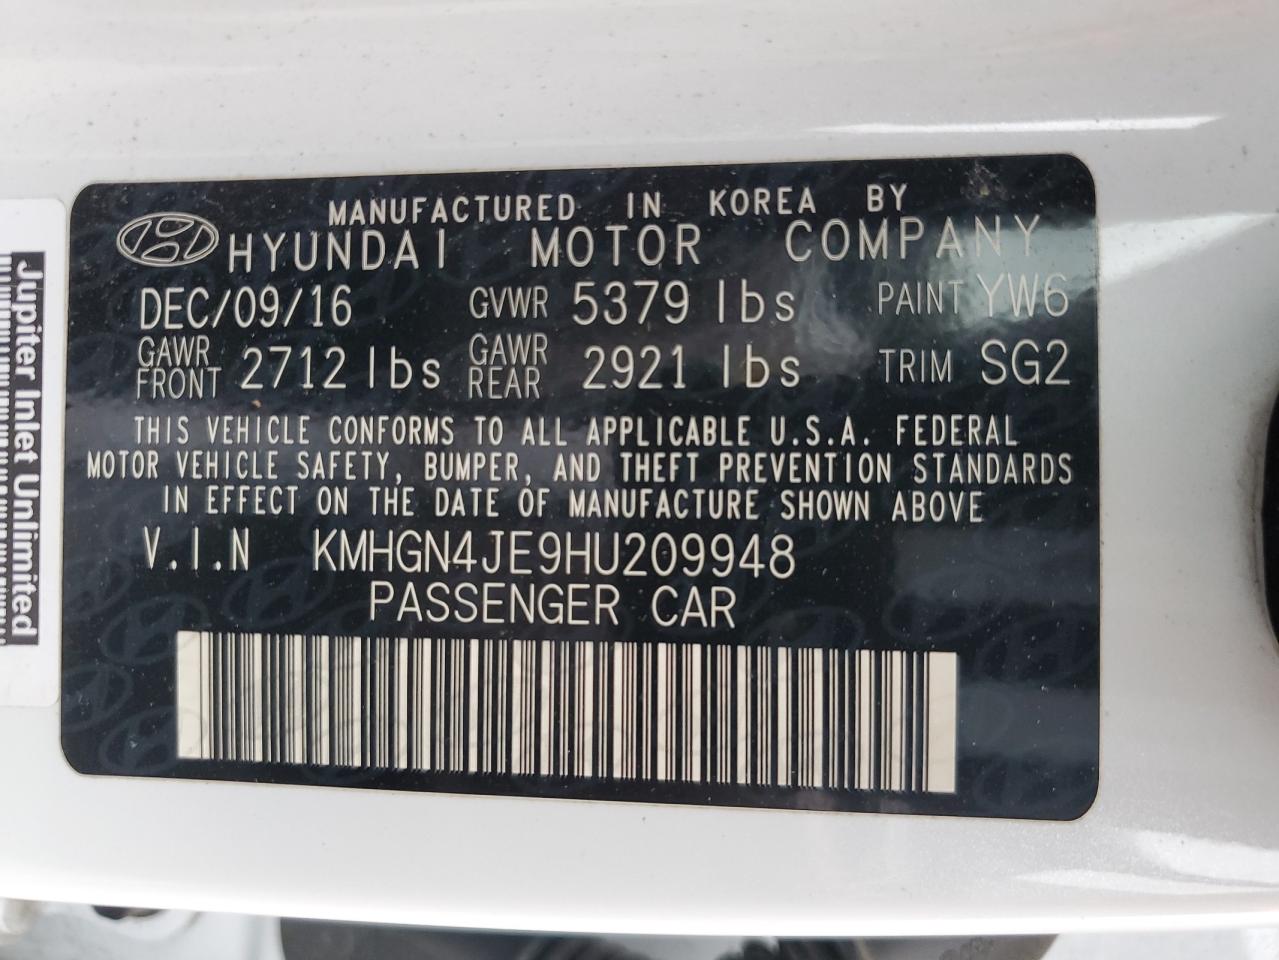 MANUFACTURED IN KOREA BY
HYUNDAI MOTOR COMPANY
DEC/09/16 GVWR 5379 lbs PAINT YW6
GAWR FRONT 2712 lbs GAWR REAR 2921 lbs TRIM SG2
THIS VEHICLE CONFORMS TO ALL APPLICABLE U.S.A. FEDERAL
MOTOR VEHICLE SAFETY, BUMPER, AND THEFT PREVENTION STANDARDS
IN EFFECT ON THE DATE OF MANUFACTURE SHOWN ABOVE
V.I.N KMHGN4JE9HU209948
PASSENGER CAR
Jupiter Inlet Unlimited